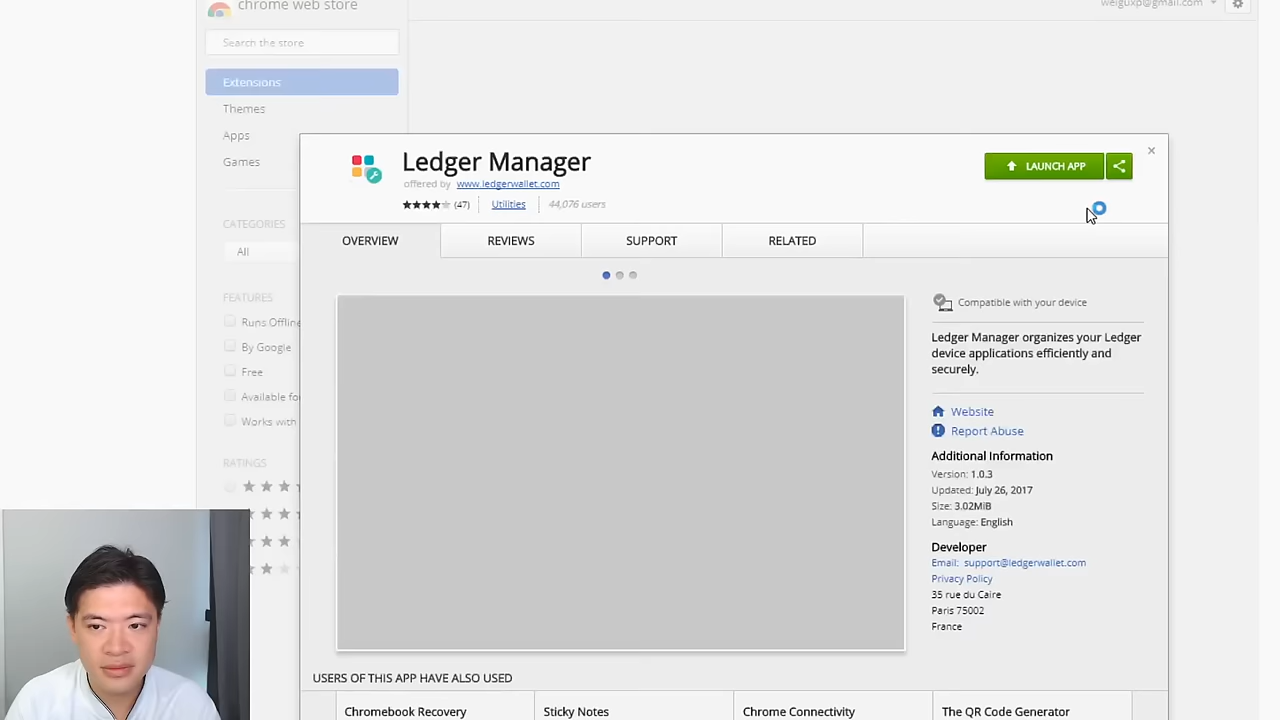 chrome web store
weiguxp@gmail.com
Search the store
Extensions
Themes
Apps
Games
CATEGORIES
All
FEATURES
Runs Offline
By Google
Free
Available fo
Works with
RATINGS
Ledger Manager
offered by www.ledgerwallet.com
(47) Utilities 44,076 users
LAUNCH APP
OVERVIEW REVIEWS SUPPORT RELATED
Compatible with your device
Ledger Manager organizes your Ledger
device applications efficiently and
securely.
Website
Report Abuse
Additional Information
Version: 1.0.3
Updated: July 26, 2017
Size: 3.02MiB
Language: English
Developer
Email: support@ledgerwallet.com
Privacy Policy
35 rue du Caire
Paris 75002
France
USERS OF THIS APP HAVE ALSO USED
Chromebook Recovery Sticky Notes Chrome Connectivity The QR Code Generator